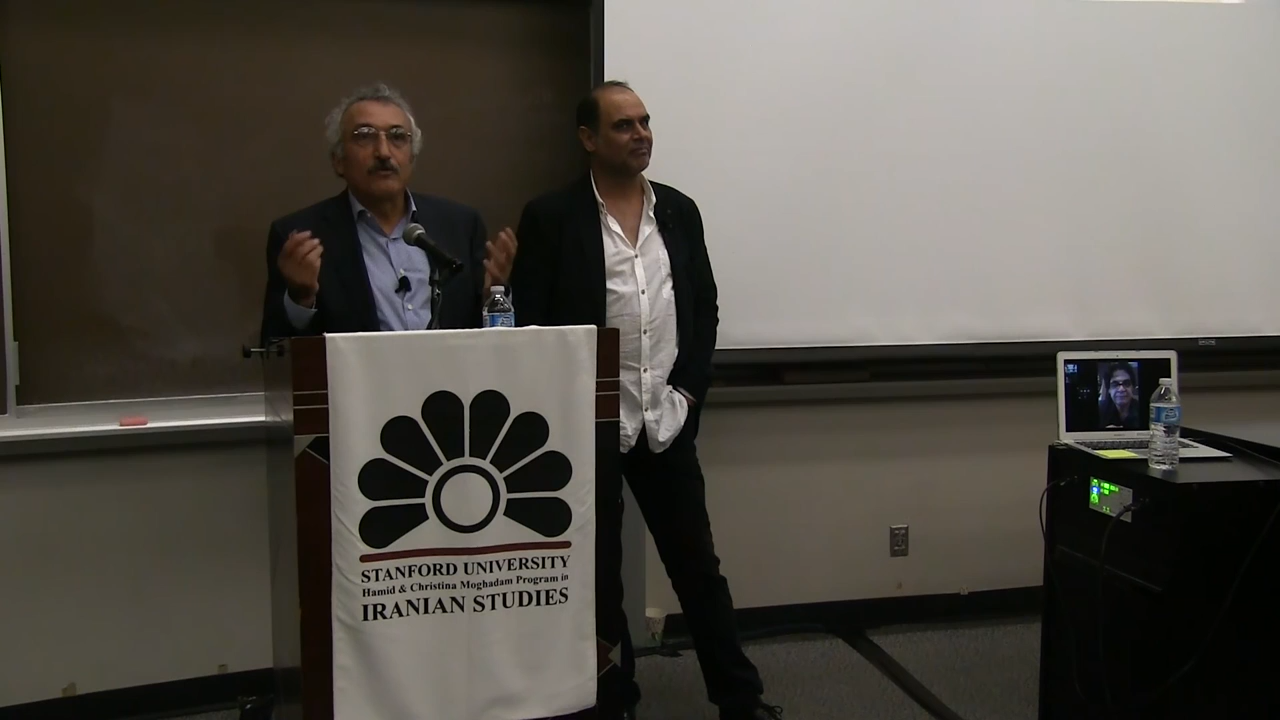 STANFORD UNIVERSITY
Hamid & Christina Moghadam Program in
IRANIAN STUDIES